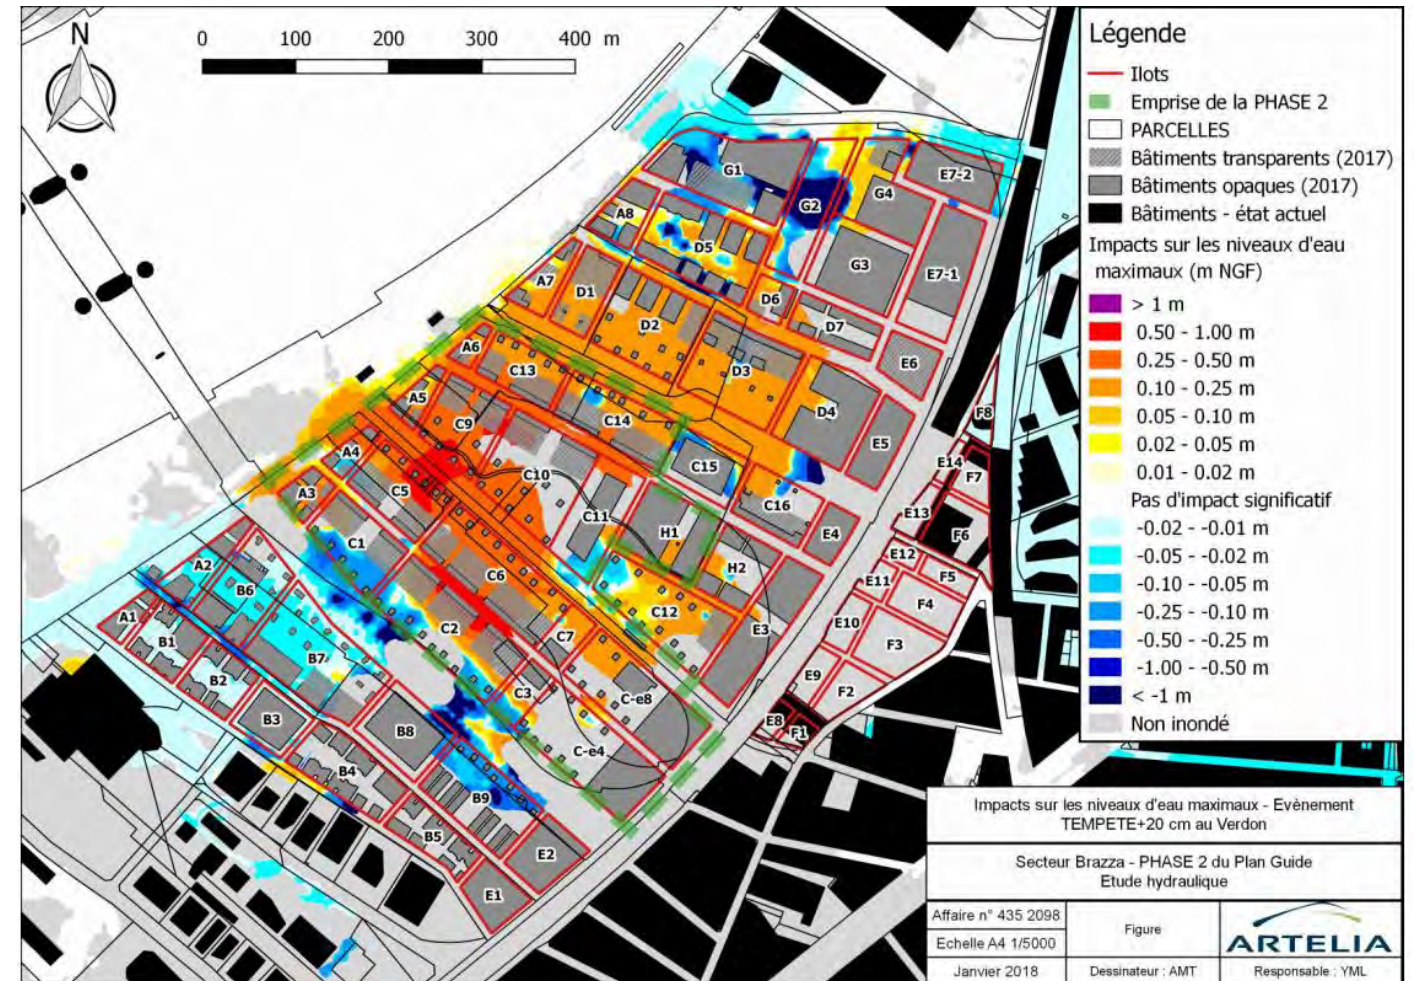 N
0 100 200 300 400 m
Légende
Ilots
Emprise de la PHASE 2
PARCELLES
Bâtiments transparents (2017)
Bâtiments opaques (2017)
Bâtiments - état actuel
Impacts sur les niveaux d'eau
maximaux (m NGF)
> 1 m
0.50 - 1.00 m
0.25 - 0.50 m
0.10 - 0.25 m
0.05 - 0.10 m
0.02 - 0.05 m
0.01 - 0.02 m
Pas d'impact significatif
-0.02 - -0.01 m
-0.05 - -0.02 m
-0.10 - -0.05 m
-0.25 - -0.10 m
-0.50 - -0.25 m
-1.00 - -0.50 m
< -1 m
Non inondé
G1
E7-2
G4
G2
A8
D5
G3
E7-1
A7
D1
D6
D2
D7
A6
C13
D3
E6
A5
C9
C14
D4
E5
F8
A4
C10
C15
E14
F7
A3
C5
C11
C16
E13
C1
H1
E4
F6
A2
C6
H2
E12
F5
B6
E11
F4
A1
C2
C7
C12
E3
E10
F3
B1
B7
B2
C3
C-e8
E9
F2
B3
B8
E8
F1
B4
C-e4
B9
B5
E2
E1
Impacts sur les niveaux d'eau maximaux - Evènement
TEMPETE+20 cm au Verdon
Secteur Brazza - PHASE 2 du Plan Guide
Etude hydraulique
Affaire n° 435 2098
Echelle A4 1/5000
Figure
ARTELIA
Janvier 2018
Dessinateur : AMT
Responsable : YML